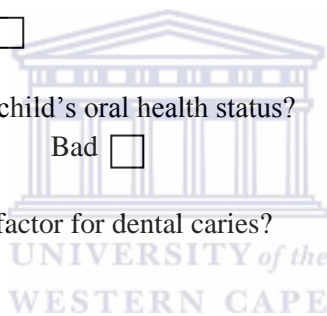 child’s oral health status?
Bad
factor for dental caries?
UNIVERSITY of the
WESTERN CAPE